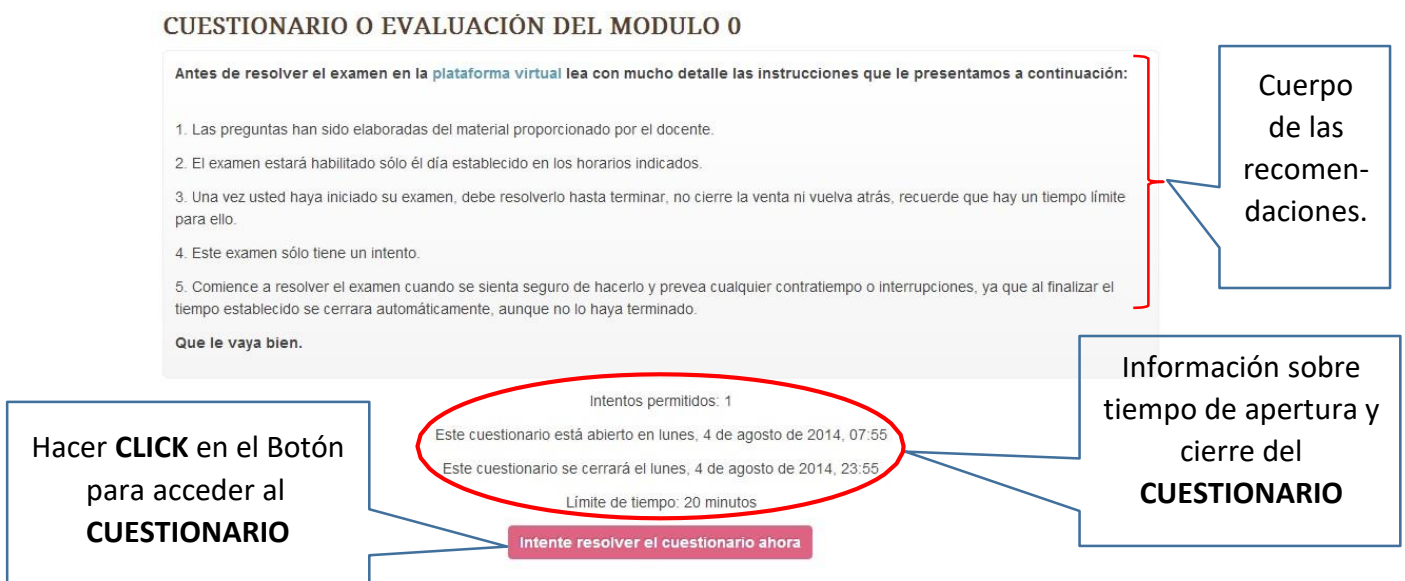 CUESTIONARIO O EVALUACIÓN DEL MODULO 0
Antes de resolver el examen en la plataforma virtual lea con mucho detalle las instrucciones que le presentamos a continuación:
1. Las preguntas han sido elaboradas del material proporcionado por el docente.
2. El examen estará habilitado sólo él día establecido en los horarios indicados.
3. Una vez usted haya iniciado su examen, debe resolverlo hasta terminar, no cierre la venta ni vuelva atrás, recuerde que hay un tiempo límite
para ello.
4. Este examen sólo tiene un intento.
5. Comience a resolver el examen cuando se sienta seguro de hacerlo y prevea cualquier contratiempo o interrupciones, ya que al finalizar el
tiempo establecido se cerrara automáticamente, aunque no lo haya terminado.
Que le vaya bien.
Cuerpo
de las
recomen-
daciones.
Intentos permitidos: 1
Este cuestionario está abierto en lunes, 4 de agosto de 2014, 07:55
Este cuestionario se cerrará el lunes, 4 de agosto de 2014, 23:55
Límite de tiempo: 20 minutos
Intente resolver el cuestionario ahora
Información sobre
tiempo de apertura y
cierre del
CUESTIONARIO
Hacer CLICK en el Botón
para acceder al
CUESTIONARIO